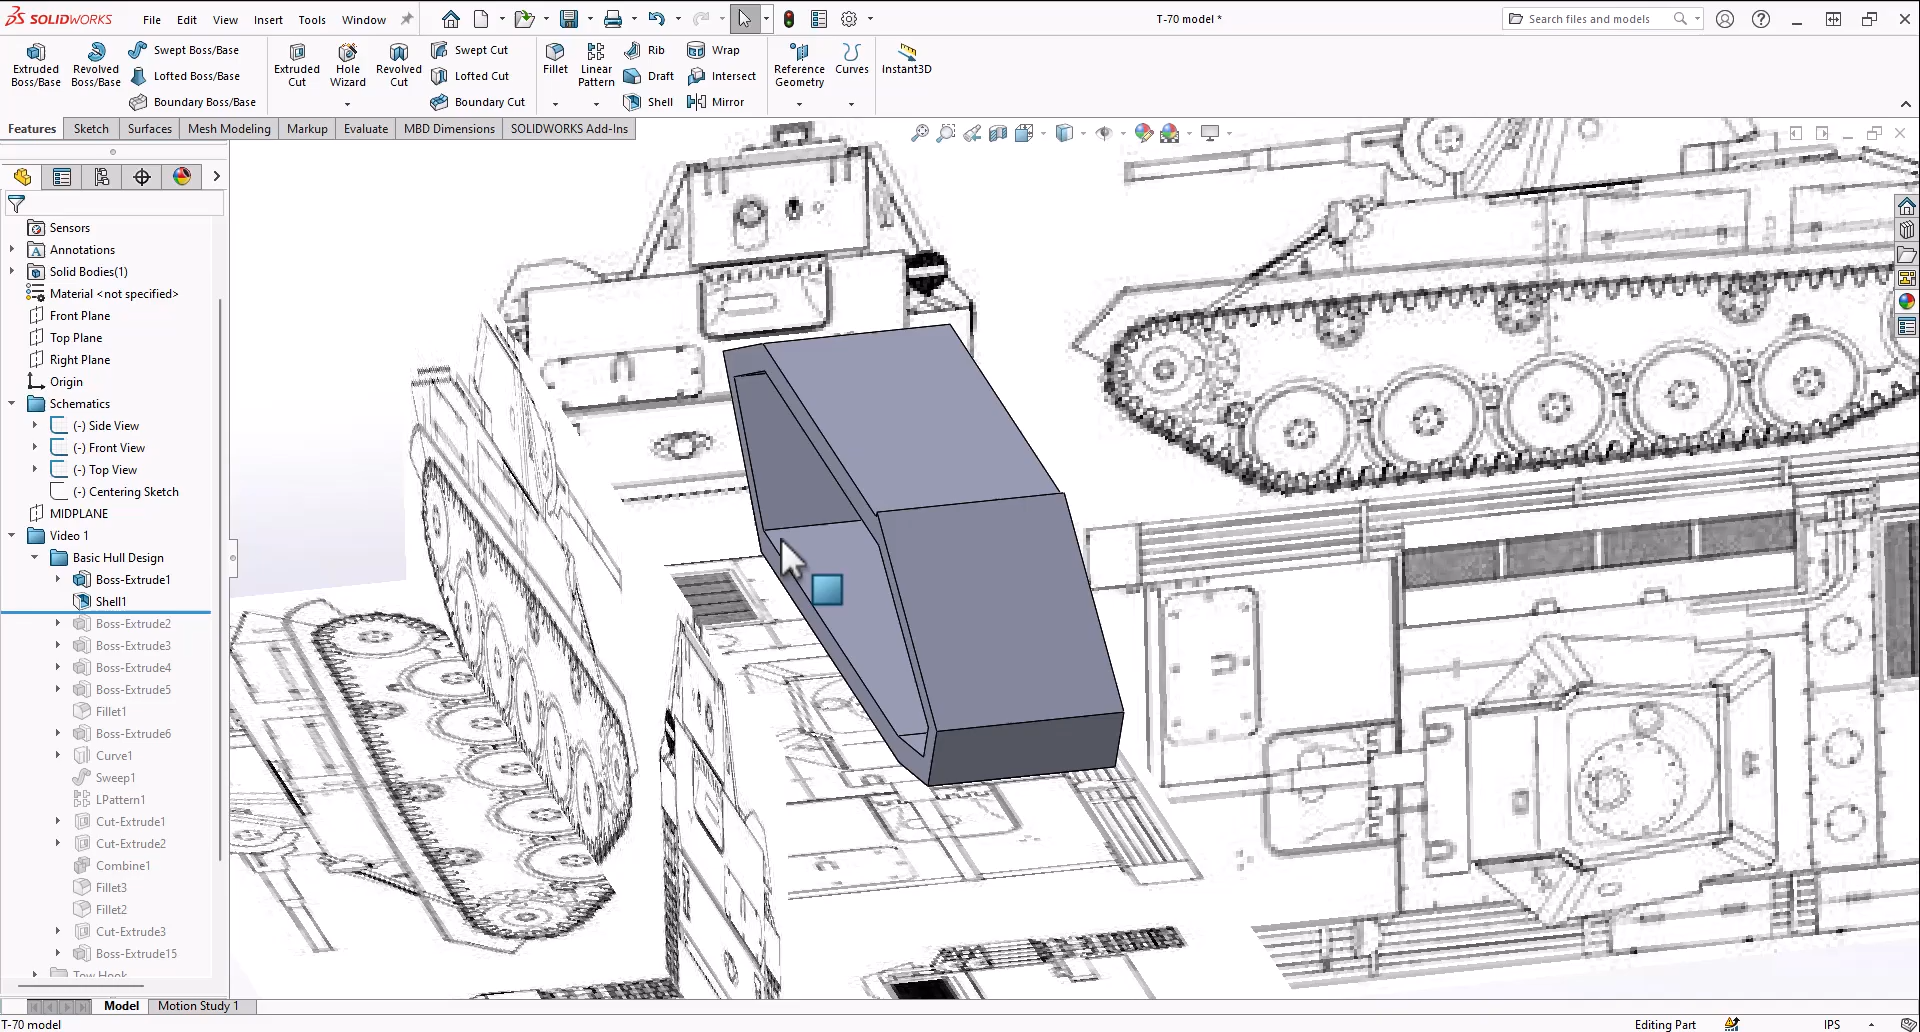 SOLIDWORKS File Edit View Insert Tools Window T-70 model * Search files and models
Extruded Boss/Base
Revolved Boss/Base
Swept Boss/Base
Lofted Boss/Base
Boundary Boss/Base
Extruded Cut
Hole Wizard
Revolved Cut
Swept Cut
Lofted Cut
Boundary Cut
Fillet
Linear Pattern
Rib
Draft
Shell
Wrap
Intersect
Mirror
Reference Geometry
Curves
Instant3D
Features Sketch Surfaces Mesh Modeling Markup Evaluate MBD Dimensions SOLIDWORKS Add-Ins
Sensors
Annotations
Solid Bodies(1)
Material <not specified>
Front Plane
Top Plane
Right Plane
Origin
Schematics
(-) Side View
(-) Front View
(-) Top View
(-) Centering Sketch
MIDPLANE
Video 1
Basic Hull Design
Boss-Extrude1
Shell1
Boss-Extrude2
Boss-Extrude3
Boss-Extrude4
Boss-Extrude5
Fillet1
Boss-Extrude6
Curve1
Sweep1
LPattern1
Cut-Extrude1
Cut-Extrude2
Combine1
Fillet3
Fillet2
Cut-Extrude3
Boss-Extrude15
Tow Hook
Model Motion Study 1
T-70 model Editing Part IPS